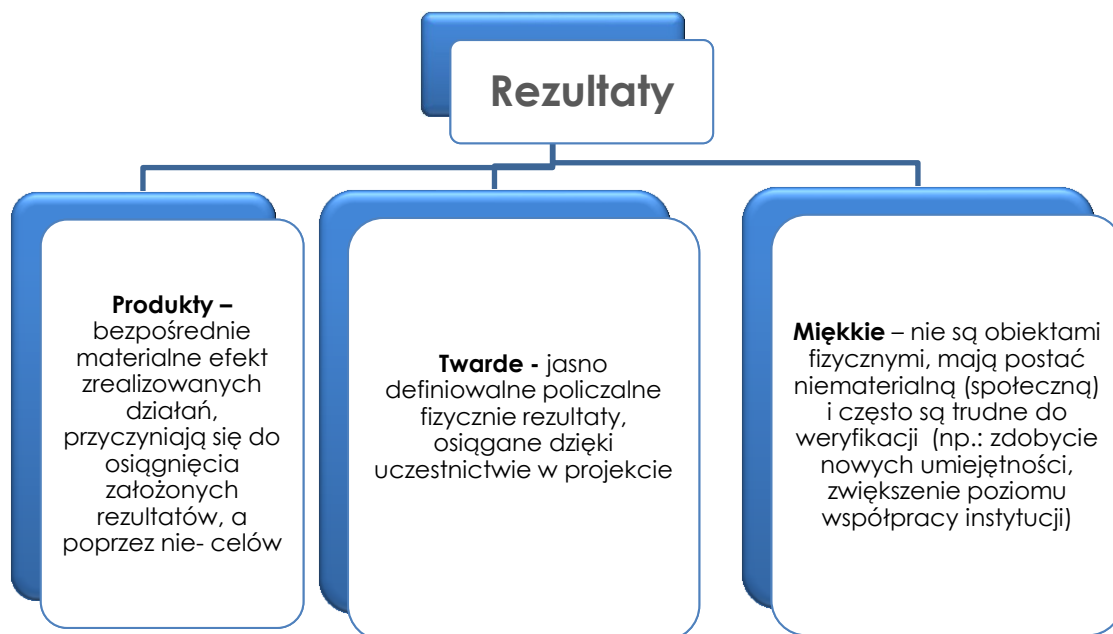 Rezultaty
Produkty –
bezpośrednie
materialne efekt
zrealizowanych
działań,
przyczyniają się do
osiągnięcia
założonych
rezultatów, a
poprzez nie- celów
Twarde - jasno
definiowalne policzalne
fizycznie rezultaty,
osiągane dzięki
uczestnictwie w projekcie
Miękkie – nie są obiektami
fizycznymi, mają postać
niematerialną (społeczną)
i często są trudne do
weryfikacji (np.: zdobycie
nowych umiejętności,
zwiększenie poziomu
współpracy instytucji)